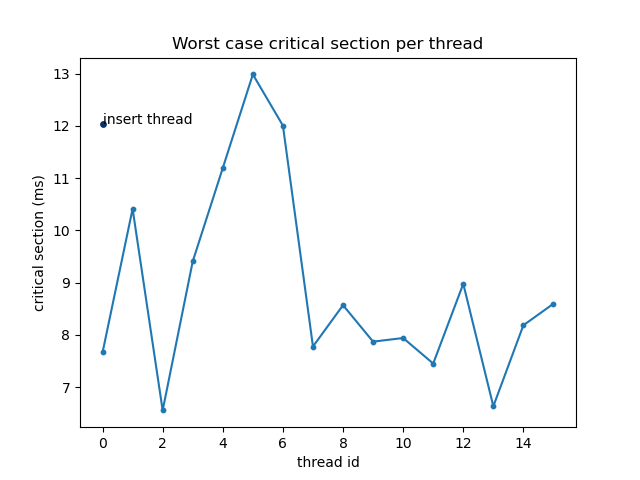 Worst case critical section per thread
13
12
11
10
9
8
7
critical section (ms)
insert thread
0 2 4 6 8 10 12 14
thread id